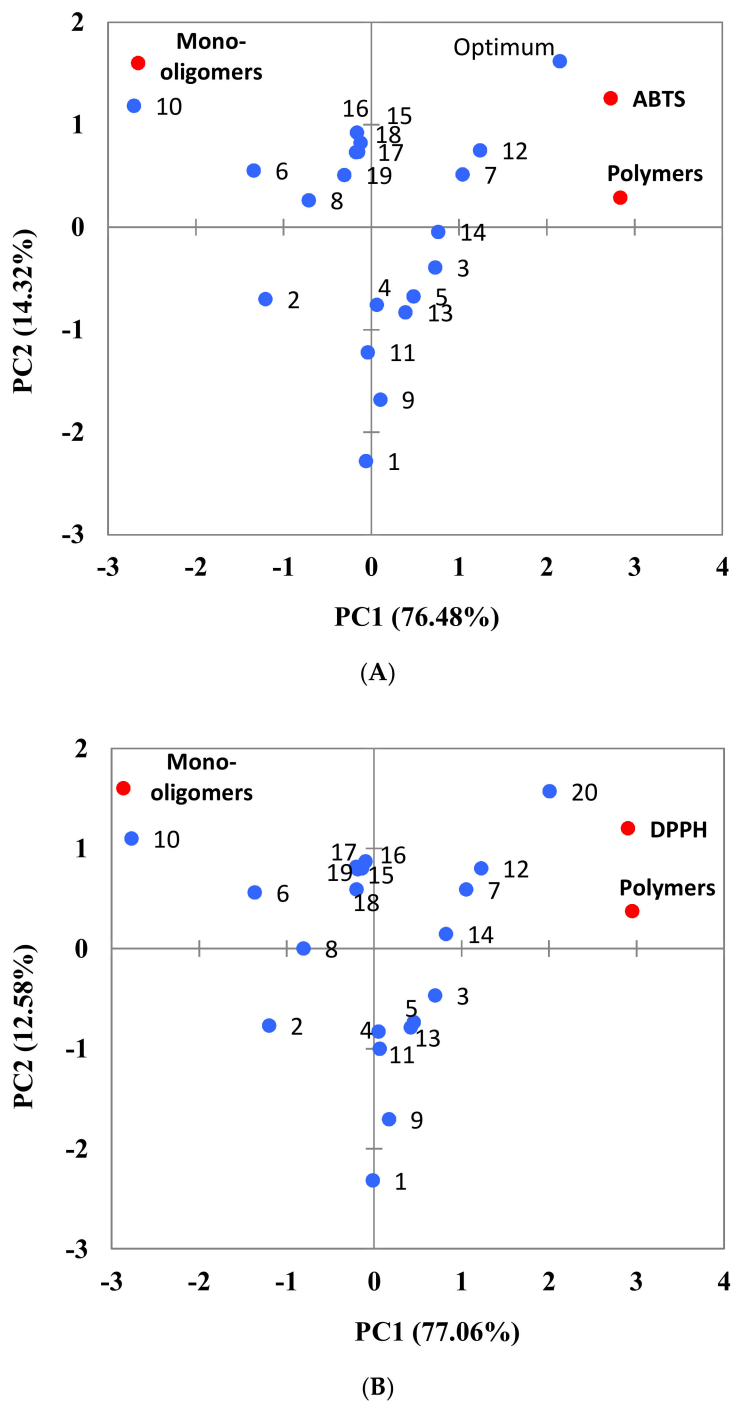 2
Mono-
oligomers
Optimum
ABTS
10
16 15
18
17
12
1
6
19
7
Polymers
8
0
14
3
4
2
5
13
-1
11
9
-2
1
-3
-3 -2 -1 0 1 2 3 4
PC2 (14.32%)
PC1 (76.48%)
(A)
2
Mono-
oligomers
20
DPPH
10
17 16
1
19 15
12
6
18
7
Polymers
14
8
0
3
5
2
4
13
-1
11
9
-2
1
-3
-3 -2 -1 0 1 2 3 4
PC2 (12.58%)
PC1 (77.06%)
(B)